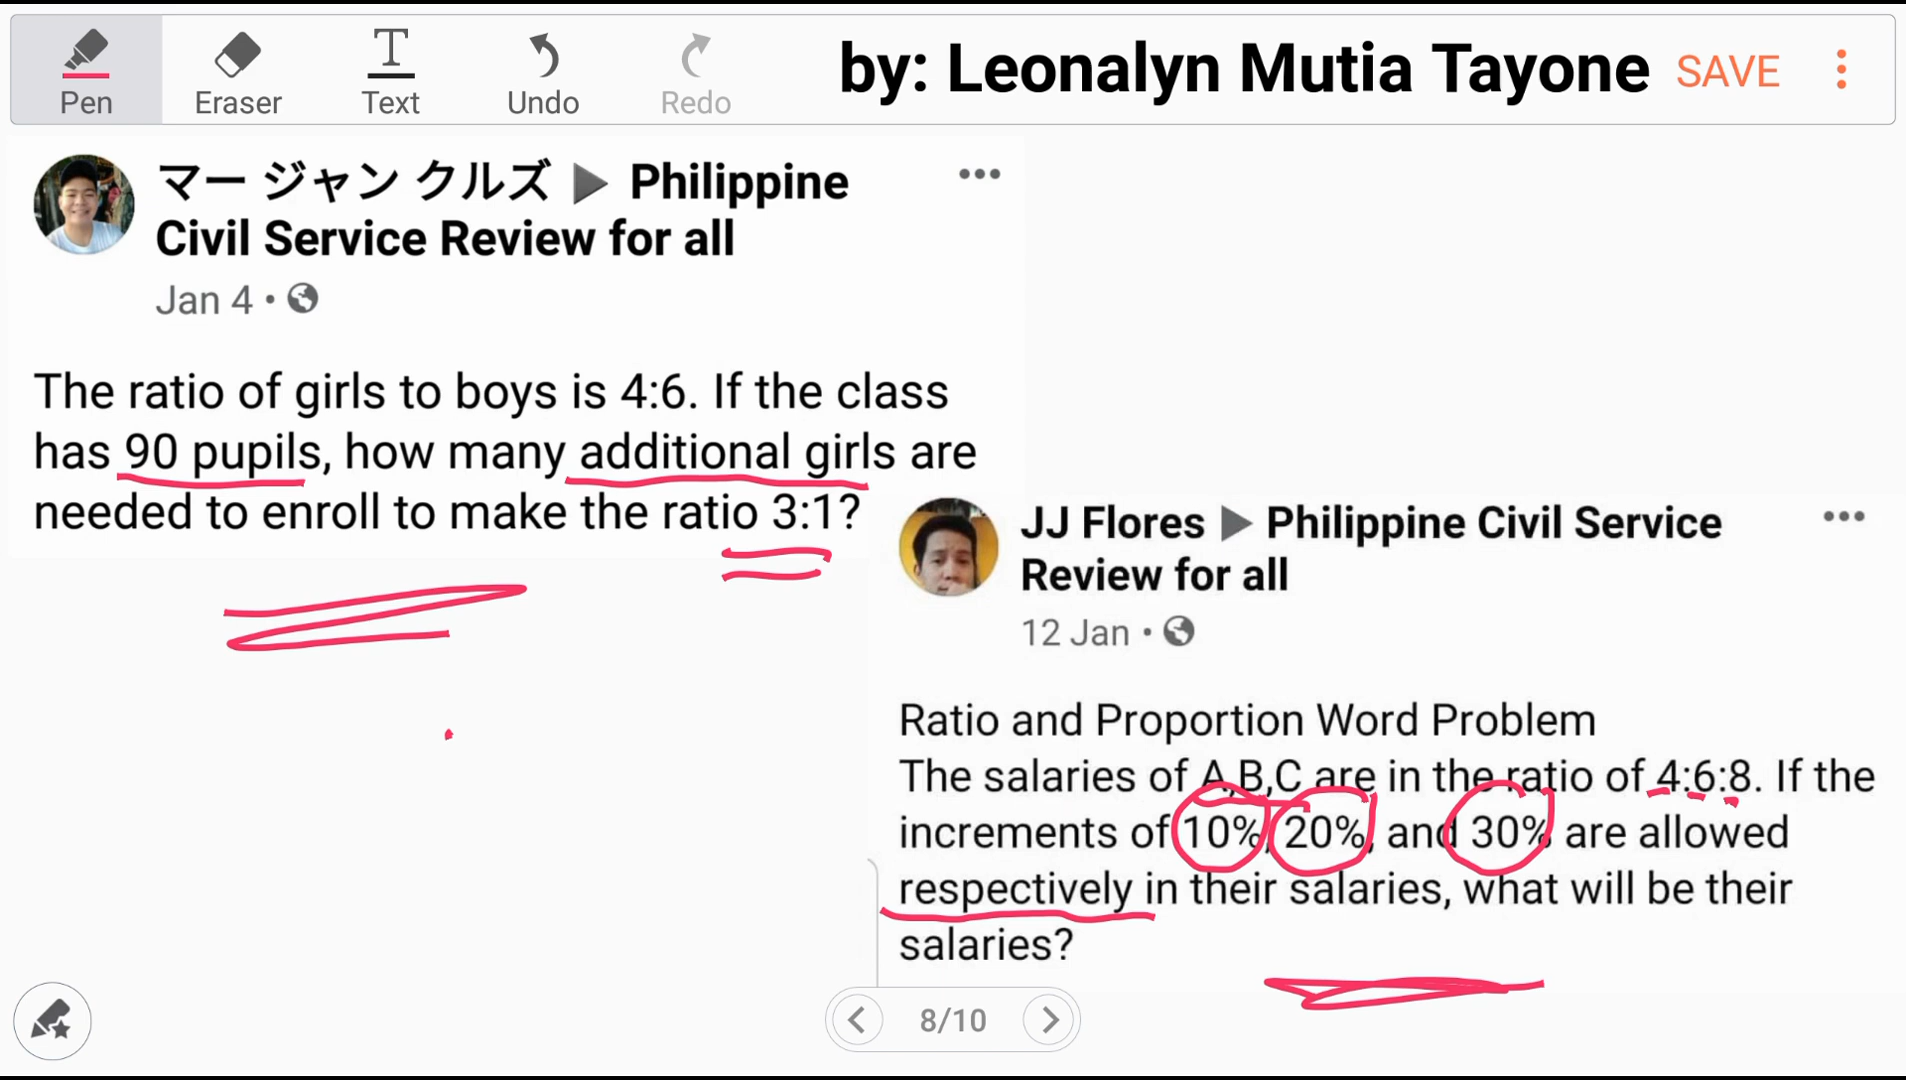 Pen
Eraser
Text
Undo
Redo
by: Leonalyn Mutia Tayone
SAVE
マー ジャン クルズ ▶ Philippine
Civil Service Review for all
Jan 4 •
The ratio of girls to boys is 4:6. If the class
has 90 pupils, how many additional girls are
needed to enroll to make the ratio 3:1?
JJ Flores ▶ Philippine Civil Service
Review for all
12 Jan •
Ratio and Proportion Word Problem
The salaries of A,B,C are in the ratio of 4:6:8. If the
increments of 10%, 20%, and 30% are allowed
respectively in their salaries, what will be their
salaries?
8/10